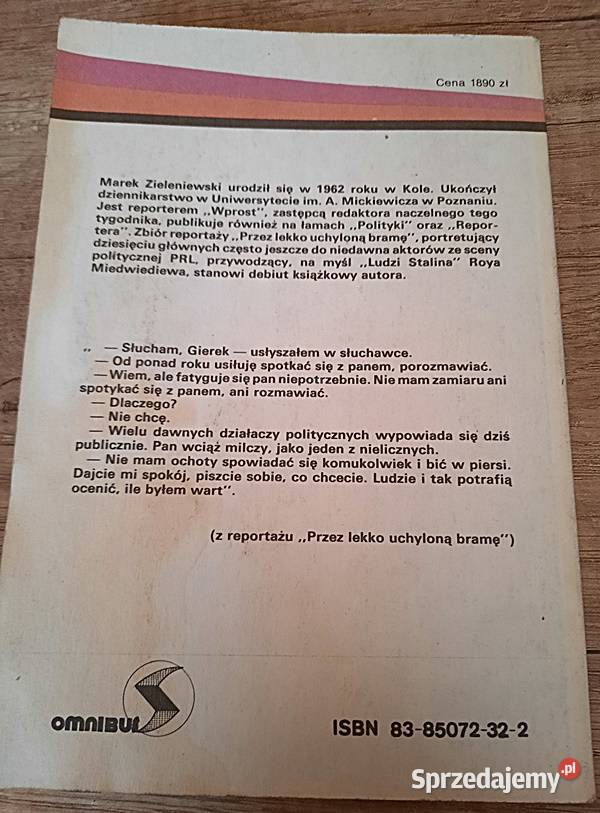 Cena 1890 zł
Marek Zieleniewski urodził się w 1962 roku w Kole. Ukończył
dziennikarstwo w Uniwersytecie im. A. Mickiewicza w Poznaniu.
Jest reporterem „Wprost”, zastępcą redaktora naczelnego tego
tygodnika, publikuje również na łamach „Polityki” oraz „Repor-
tera”. Zbiór reportaży „Przez lekko uchyloną bramę”, portretujący
dziesięciu głównych często jeszcze do niedawna aktorów ze sceny
politycznej PRL, przywodzący, na myśl „Ludzi Stalina” Roya
Miedwiediewa, stanowi debiut książkowy autora.
„ — Słucham, Gierek — usłyszałem w słuchawce.
— Od ponad roku usiłuję spotkać się z panem, porozmawiać.
— Wiem, ale fatyguje się pan niepotrzebnie. Nie mam zamiaru ani
spotykać się z panem, ani rozmawiać.
— Dlaczego?
— Nie chcę.
— Wielu dawnych działaczy politycznych wypowiada się dziś
publicznie. Pan wciąż milczy, jako jeden z nielicznych.
— Nie mam ochoty spowiadać się komukolwiek i bić w piersi.
Dajcie mi spokój, piszcie sobie, co chcecie. Ludzie i tak potrafią
ocenić, ile byłem wart”.
(z reportażu „Przez lekko uchyloną bramę”)
OMNIBUS
ISBN 83-85072-32-2
Sprzedajemy.pl